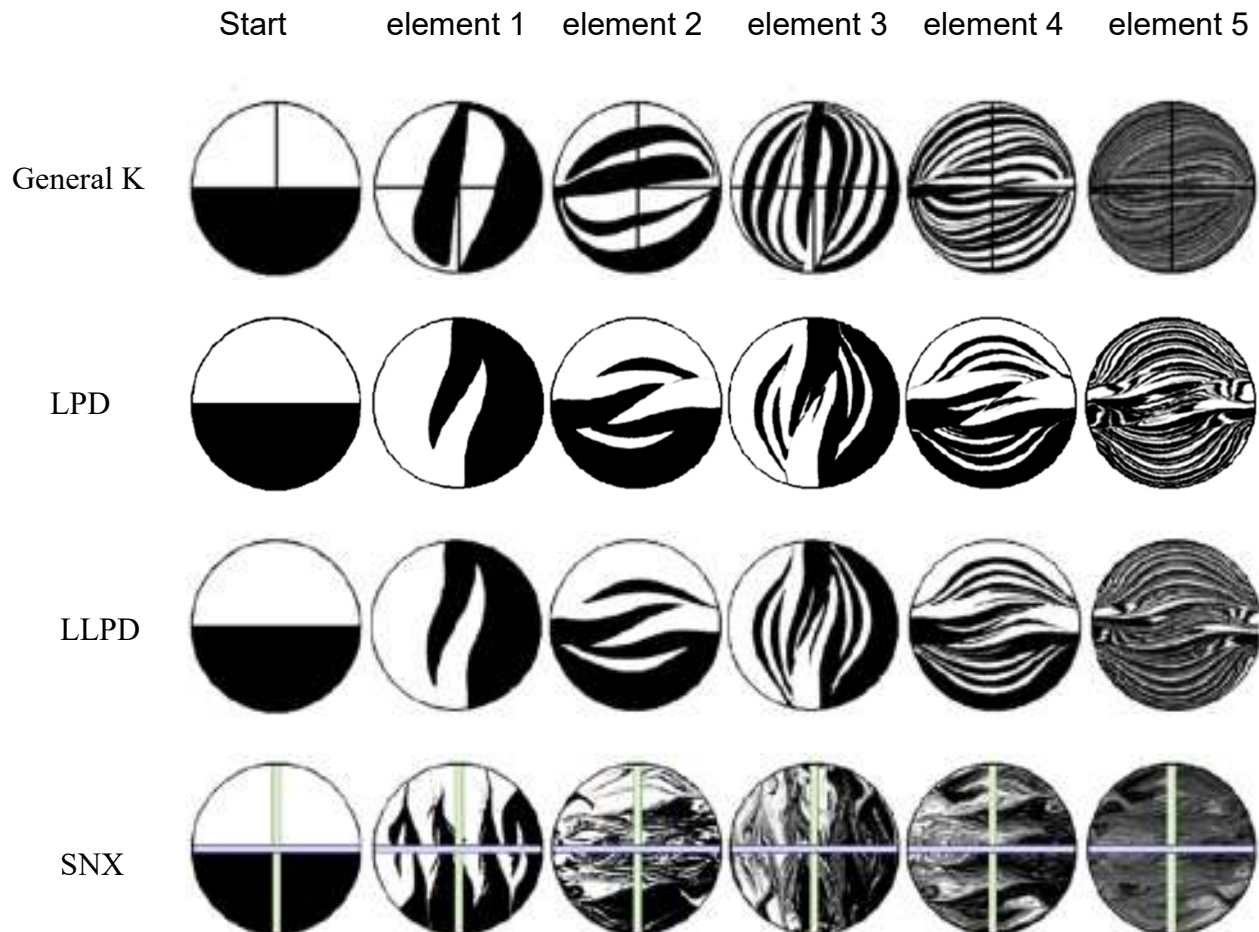 Start element 1 element 2 element 3 element 4 element 5
General K
LPD
LLPD
SNX